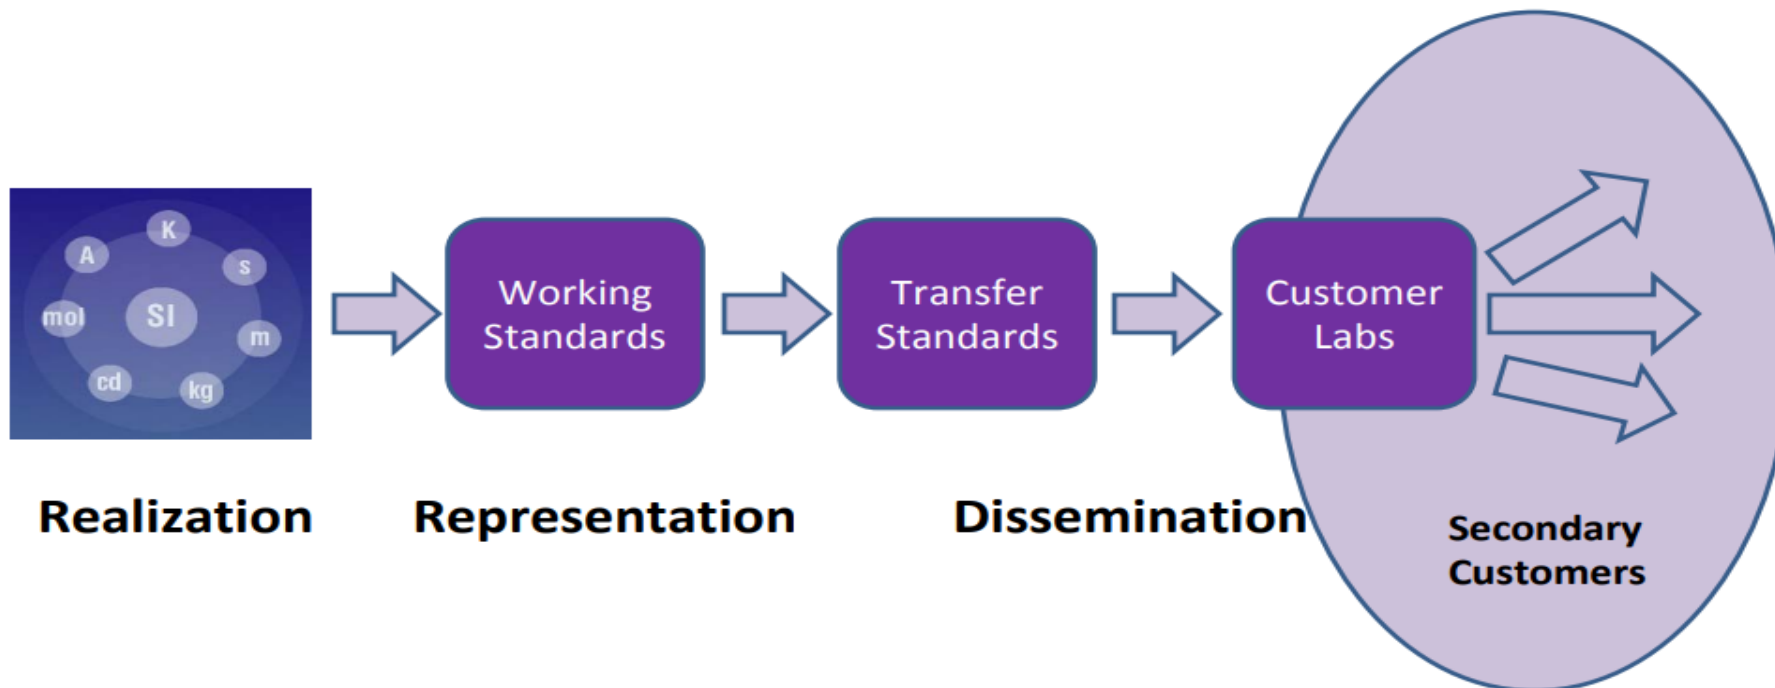 K
A
s
mol
SI
m
cd
kg
Working
Standards
Transfer
Standards
Customer
Labs
Realization
Representation
Dissemination
Secondary
Customers